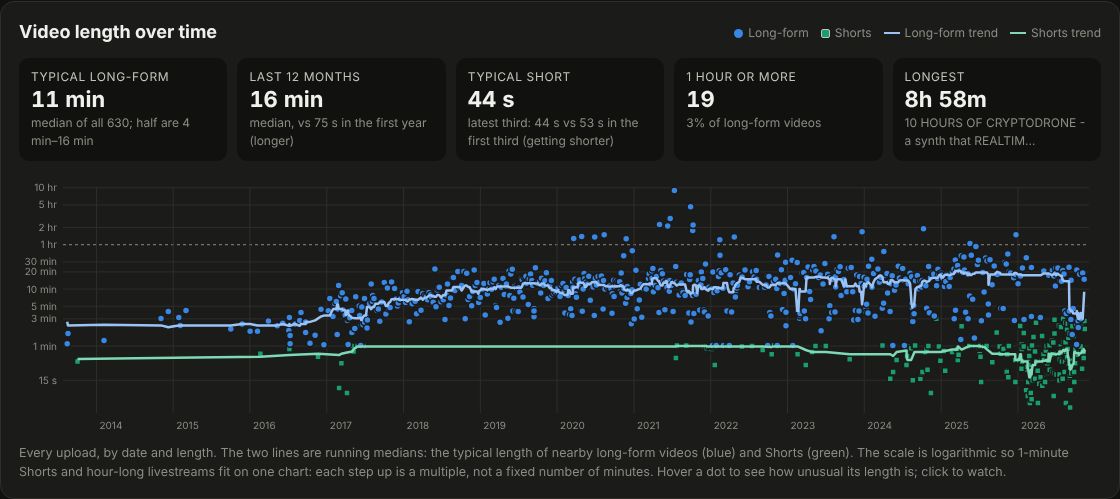 Video length over time
Long-form Shorts Long-form trend Shorts trend
TYPICAL LONG-FORM
11 min
median of all 630; half are 4
min–16 min
LAST 12 MONTHS
16 min
median, vs 75 s in the first year
(longer)
TYPICAL SHORT
44 s
latest third: 44 s vs 53 s in the
first third (getting shorter)
1 HOUR OR MORE
19
3% of long-form videos
LONGEST
8h 58m
10 HOURS OF CRYPTODRONE -
a synth that REALTIM...
10 hr
5 hr
2 hr
1 hr
30 min
20 min
10 min
5 min
3 min
1 min
15 s
2014 2015 2016 2017 2018 2019 2020 2021 2022 2023 2024 2025 2026
Every upload, by date and length. The two lines are running medians: the typical length of nearby long-form videos (blue) and Shorts (green). The scale is logarithmic so 1-minute
Shorts and hour-long livestreams fit on one chart: each step up is a multiple, not a fixed number of minutes. Hover a dot to see how unusual its length is; click to watch.